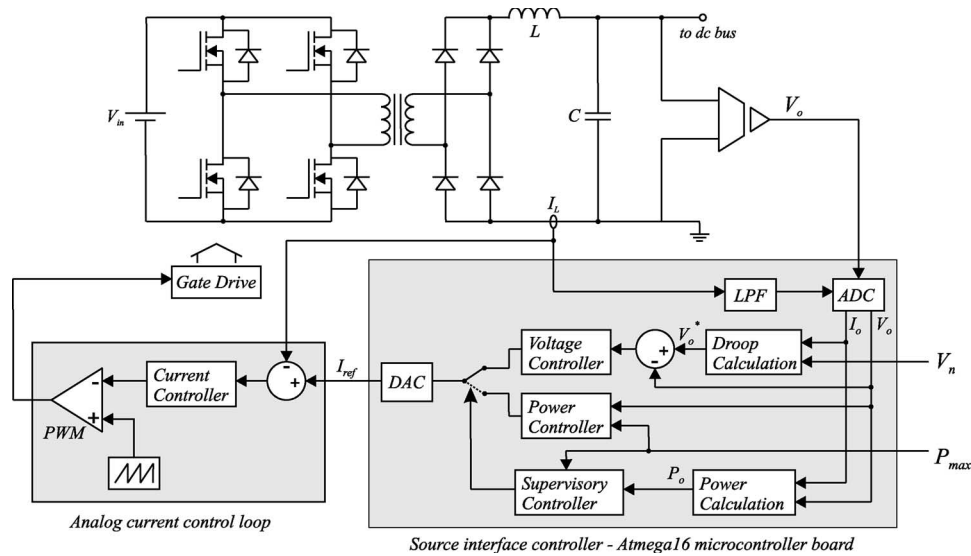 L
to dc bus
V_in
C
V_o
I_L
Gate Drive
LPF
ADC
I_o
V_o
Voltage
Controller
V_o^*
Droop
Calculation
-
+
V_n
-
+
I_ref
DAC
Current
Controller
-
+
PWM
Power
Controller
P_max
Supervisory
Controller
P_o
Power
Calculation
Analog current control loop
Source interface controller - Atmega16 microcontroller board